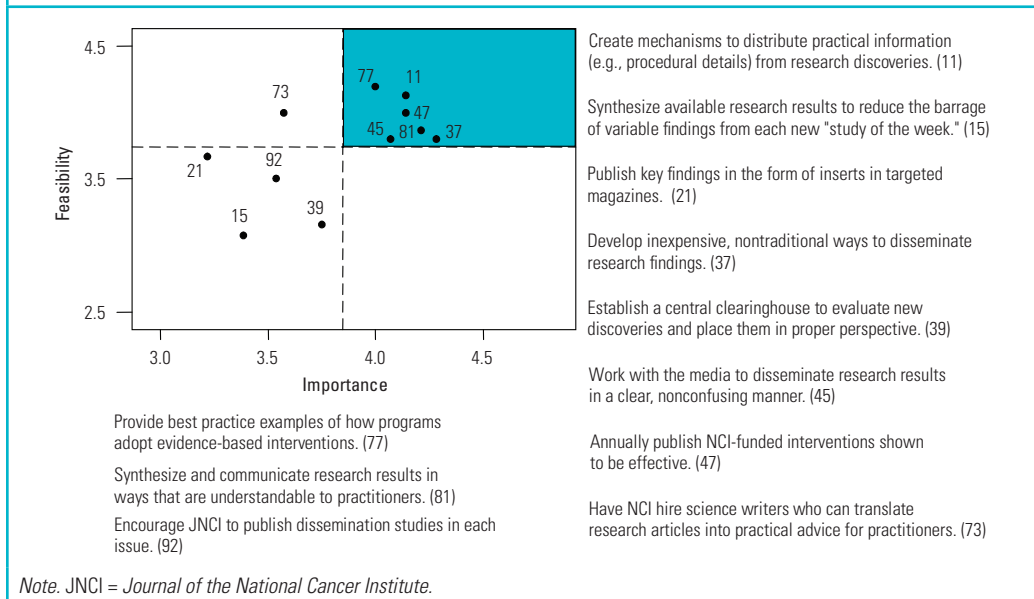 4.5
3.5
2.5
Feasibility
3.0
3.5
4.0
4.5
Importance
73
77
11
47
45
81
37
21
92
15
39
Create mechanisms to distribute practical information
(e.g., procedural details) from research discoveries. (11)
Synthesize available research results to reduce the barrage
of variable findings from each new "study of the week." (15)
Publish key findings in the form of inserts in targeted
magazines. (21)
Develop inexpensive, nontraditional ways to disseminate
research findings. (37)
Establish a central clearinghouse to evaluate new
discoveries and place them in proper perspective. (39)
Work with the media to disseminate research results
in a clear, nonconfusing manner. (45)
Annually publish NCI-funded interventions shown
to be effective. (47)
Have NCI hire science writers who can translate
research articles into practical advice for practitioners. (73)
Provide best practice examples of how programs
adopt evidence-based interventions. (77)
Synthesize and communicate research results in
ways that are understandable to practitioners. (81)
Encourage JNCI to publish dissemination studies in each
issue. (92)
Note. JNCI = Journal of the National Cancer Institute.